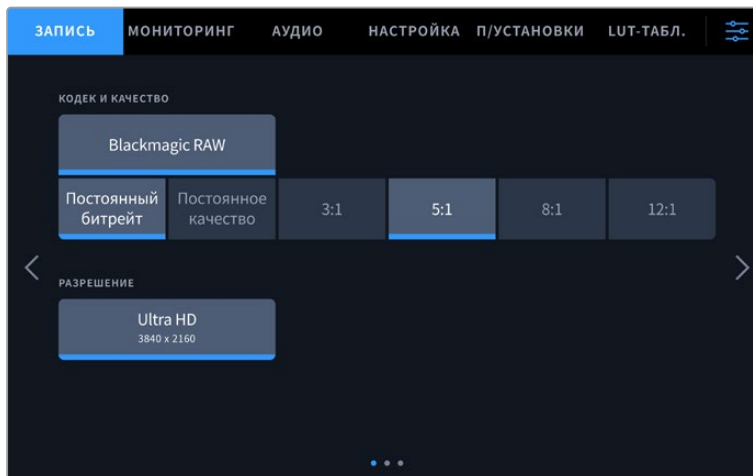 ЗАПИСЬ МОНИТОРИНГ АУДИО НАСТРОЙКА П/УСТАНОВКИ LUT-ТАБЛ.
КОДЕК И КАЧЕСТВО
Blackmagic RAW
Постоянный битрейт Постоянное качество 3:1 5:1 8:1 12:1
РАЗРЕШЕНИЕ
Ultra HD
3840 x 2160